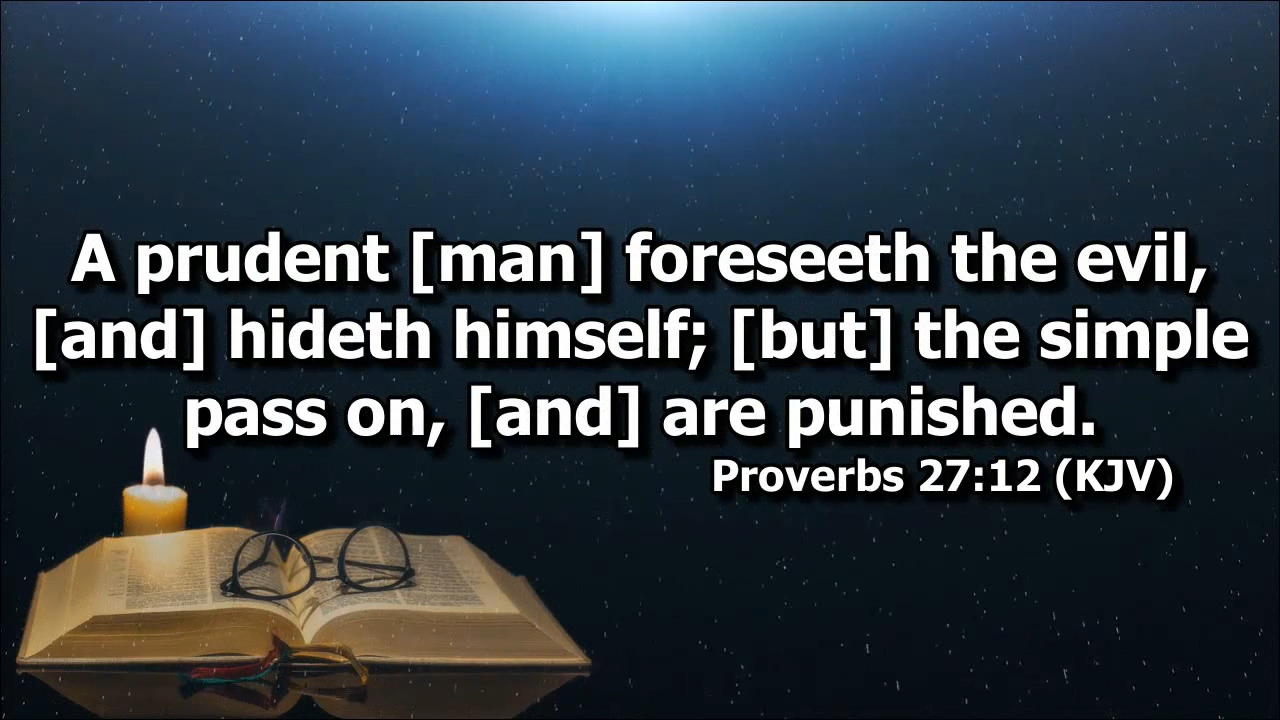 A prudent [man] foreseeth the evil,
[and] hideth himself; [but] the simple
pass on, [and] are punished.
Proverbs 27:12 (KJV)